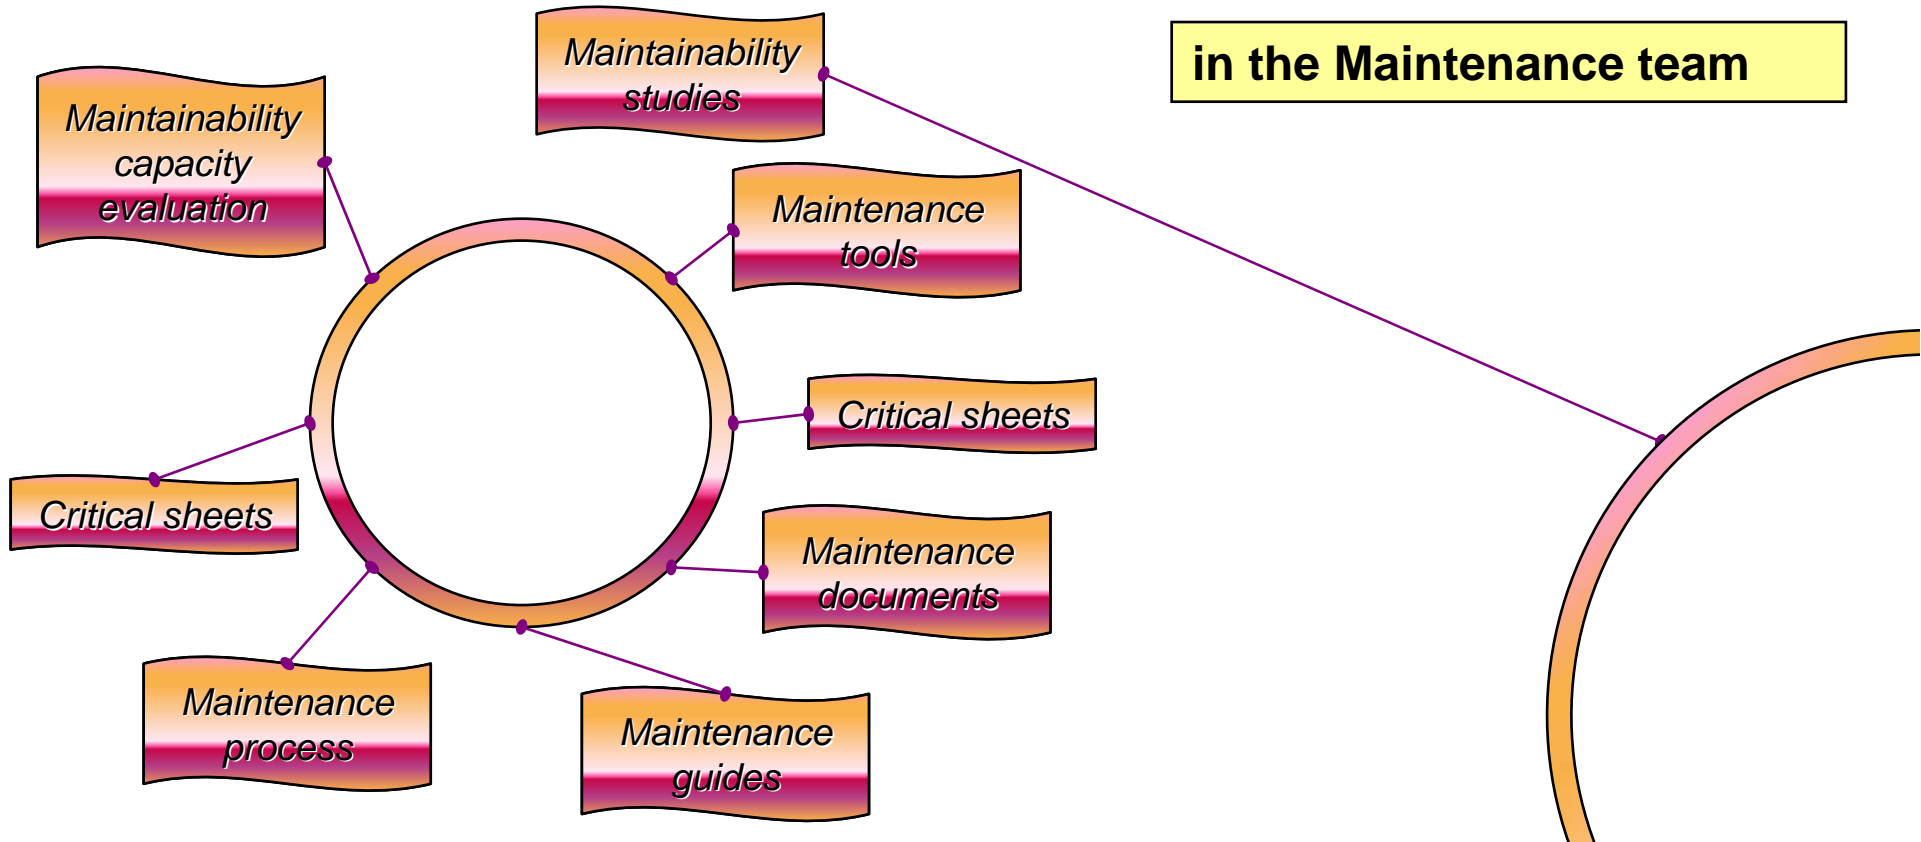 in the Maintenance team
Maintainability
studies
Maintainability
capacity
evaluation
Maintenance
tools
Critical sheets
Critical sheets
Maintenance
documents
Maintenance
process
Maintenance
guides